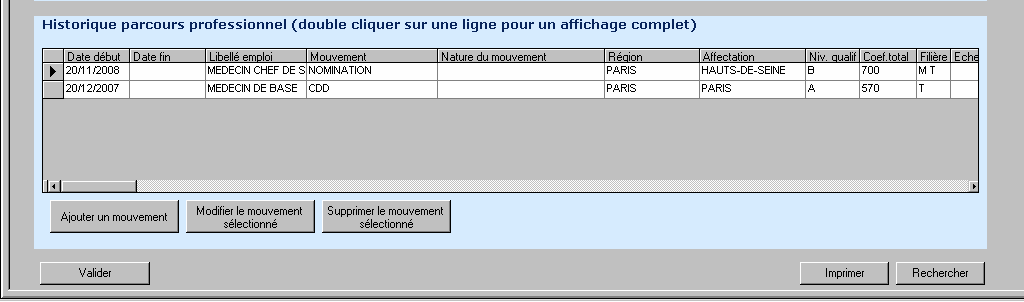 Historique parcours professionnel (double cliquer sur une ligne pour un affichage complet)
Date début Date fin Libellé emploi Mouvement Nature du mouvement Région Affectation Niv. qualif Coef.total Filière Eche
20/11/2008 MEDECIN CHEF DE S NOMINATION PARIS HAUTS-DE-SEINE B 700 M T
20/12/2007 MEDECIN DE BASE CDD PARIS PARIS A 570 T
Ajouter un mouvement Modifier le mouvement sélectionné Supprimer le mouvement sélectionné
Valider Imprimer Rechercher